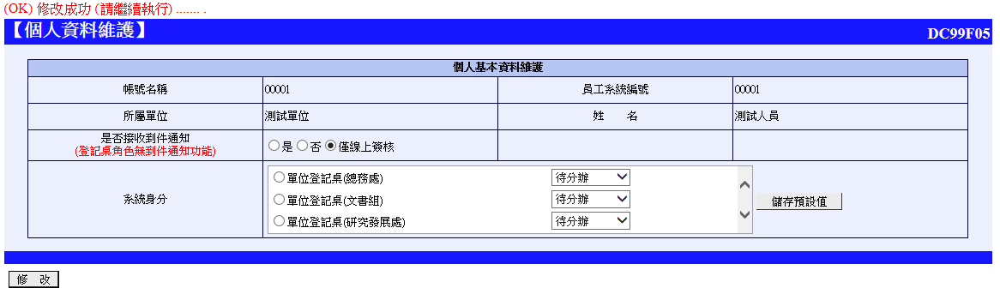 (OK) 修改成功 (請繼續執行) ....... .
【個人資料維護】 DC99F05
個人基本資料維護
帳號名稱 00001 員工系統編號 00001
所屬單位 測試單位 姓 名 測試人員
是否接收到件通知
(登記桌角色無到件通知功能)
是 否 僅線上簽核
系統身分
單位登記桌(總務處) 待分辦
單位登記桌(文書組) 待分辦
單位登記桌(研究發展處) 待分辦
儲存預設值
修 改